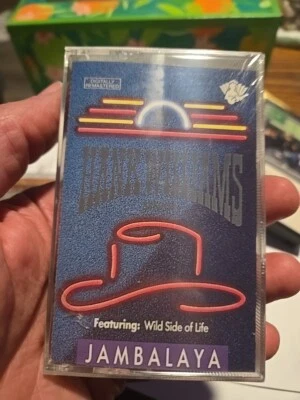 DIGITALLY
REMASTERED
HANK WILLIAMS
Featuring: Wild Side of Life
JAMBALAYA